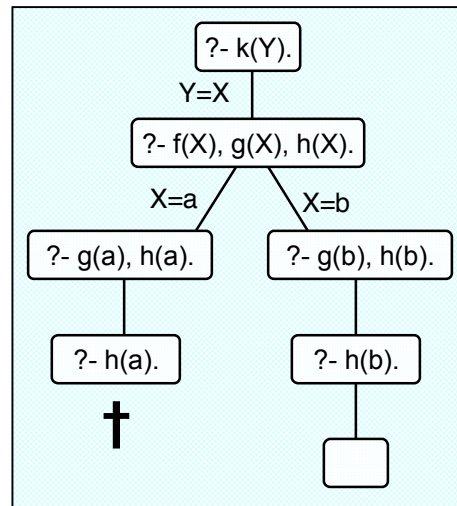 ?- k(Y).
Y=X
?- f(X), g(X), h(X).
X=a X=b
?- g(a), h(a). ?- g(b), h(b).
?- h(a). ?- h(b).
†